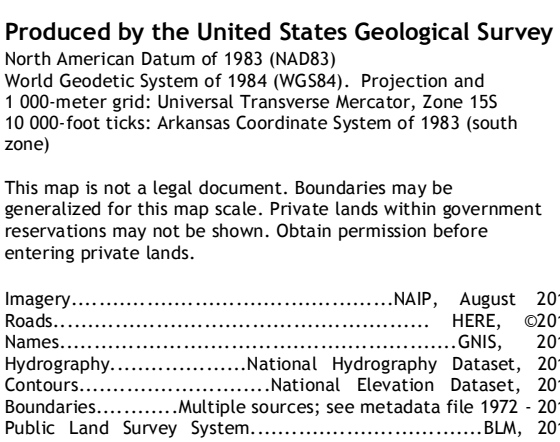 Produced by the United States Geological Survey
North American Datum of 1983 (NAD83)
World Geodetic System of 1984 (WGS84). Projection and
1 000-meter grid: Universal Transverse Mercator, Zone 15S
10 000-foot ticks: Arkansas Coordinate System of 1983 (south
zone)
This map is not a legal document. Boundaries may be
generalized for this map scale. Private lands within government
reservations may not be shown. Obtain permission before
entering private lands.
Imagery..........................................NAIP, August
Roads................................................. HERE,
Names....................................................GNIS,
Hydrography..................National Hydrography Dataset,
Contours.........................National Elevation Dataset,
Boundaries...........Multiple sources; see metadata file 1972 -
Public Land Survey System..............................BLM,